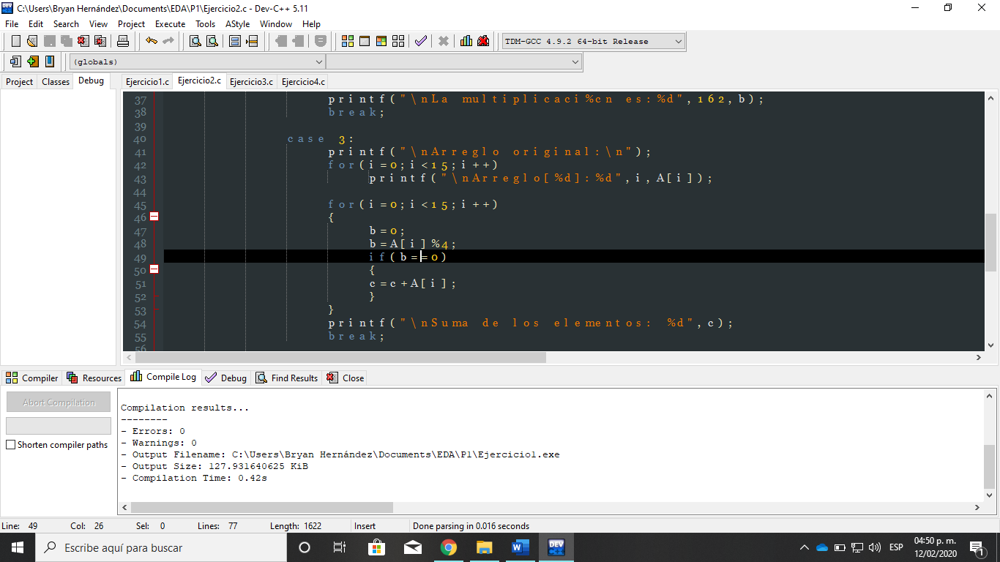 C:\Users\Bryan Hernández\Documents\EDA\P1\Ejercicio2.c - Dev-C++ 5.11
File Edit Search View Project Execute Tools AStyle Window Help
TDM-GCC 4.9.2 64-bit Release
(globals)
Project Classes Debug
Ejercicio1.c Ejercicio2.c Ejercicio3.c Ejercicio4.c
37 printf("\nLa multiplicaci%cn es:%d",162,b);
38 break;
39
40 case 3:
41 printf("\nArreglo original:\n");
42 for(i=0;i<15;i++)
43 printf("\nArreglo[%d]:%d",i,A[i]);
44
45 for(i=0;i<15;i++)
46 {
47 b=0;
48 b=A[i]%4;
49 if(b==0)
50 {
51 c=c+A[i];
52 }
53 }
54 printf("\nSuma de los elementos: %d",c);
55 break;
56
Compiler Resources Compile Log Debug Find Results Close
Abort Compilation
Shorten compiler paths
Compilation results...
--------
- Errors: 0
- Warnings: 0
- Output Filename: C:\Users\Bryan Hernández\Documents\EDA\P1\Ejercicio1.exe
- Output Size: 127.931640625 KiB
- Compilation Time: 0.42s
Line: 49 Col: 26 Sel: 0 Lines: 77 Length: 1622 Insert Done parsing in 0.016 seconds
Escribe aquí para buscar
ESP
04:50 p. m.
12/02/2020
1